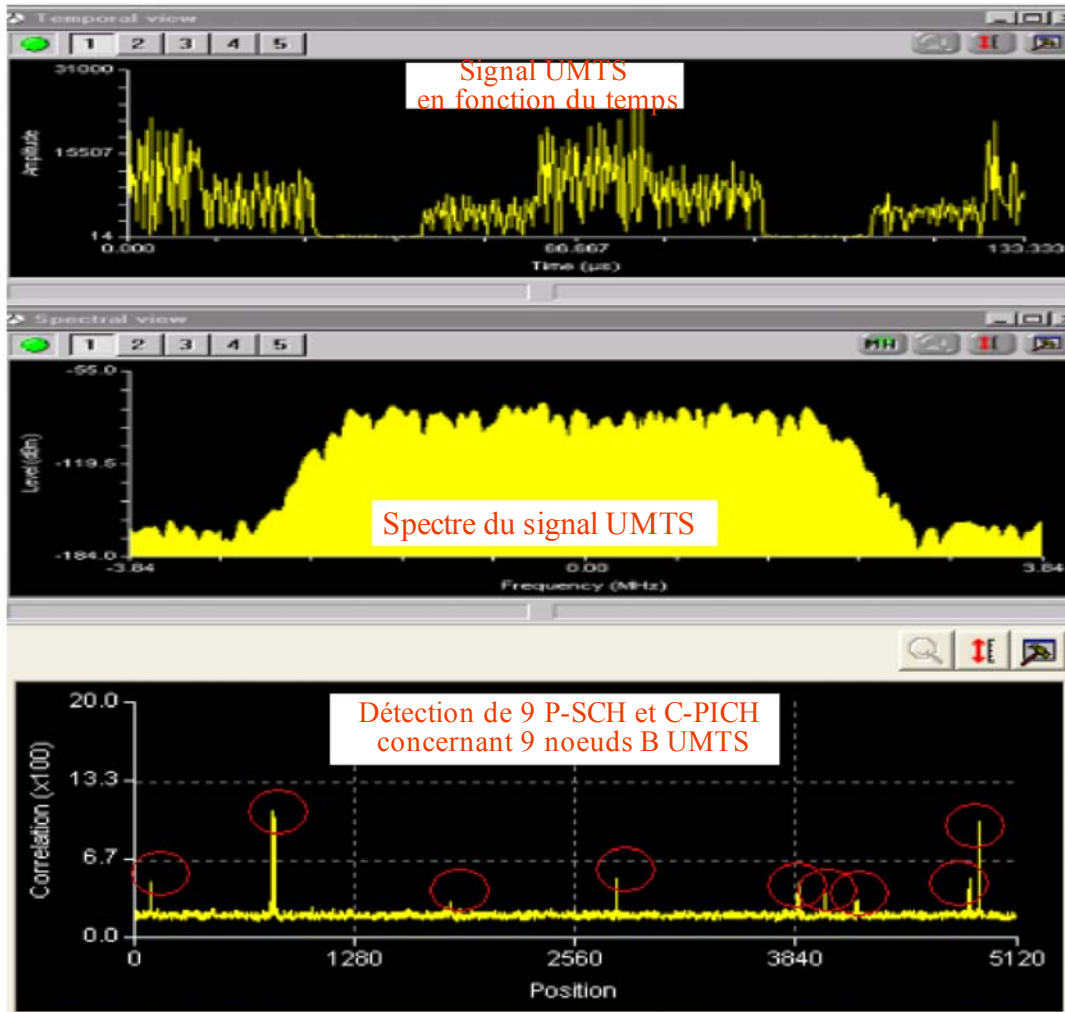 Temporal view
1 2 3 4 5
Signal UMTS
en fonction du temps
31000
Amplitude
15507
14
0.000 66.667 133.333
Time (µs)
Spectral view
1 2 3 4 5 MH
-55.0
Level (dBm)
-119.5
Spectre du signal UMTS
-184.0
-3.84 0.00 3.84
Frequency (MHz)
20.0
Détection de 9 P-SCH et C-PICH
concernant 9 noeuds B UMTS
13.3
Correlation (x100)
6.7
0.0
0 1280 2560 3840 5120
Position